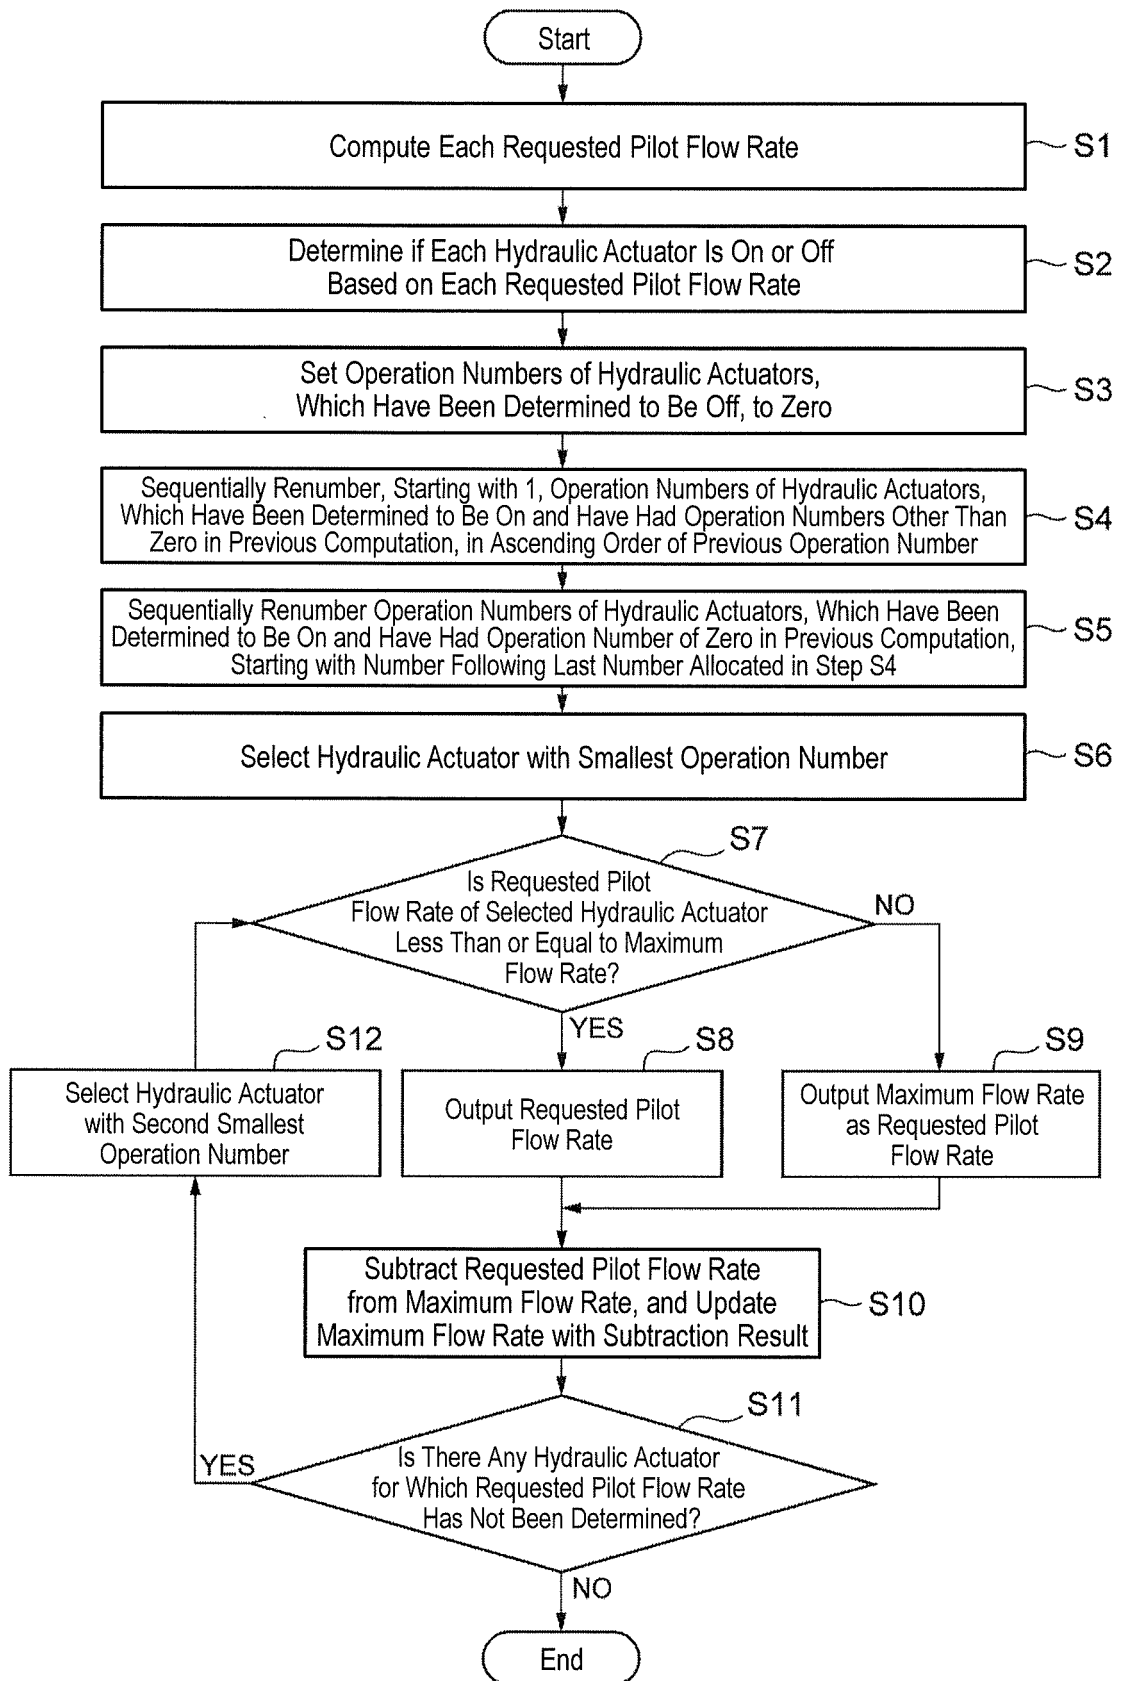 Start
Compute Each Requested Pilot Flow Rate
S1
Determine if Each Hydraulic Actuator Is On or Off
Based on Each Requested Pilot Flow Rate
S2
Set Operation Numbers of Hydraulic Actuators,
Which Have Been Determined to Be Off, to Zero
S3
Sequentially Renumber, Starting with 1, Operation Numbers of Hydraulic Actuators,
Which Have Been Determined to Be On and Have Had Operation Numbers Other Than
Zero in Previous Computation, in Ascending Order of Previous Operation Number
S4
Sequentially Renumber Operation Numbers of Hydraulic Actuators, Which Have Been
Determined to Be On and Have Had Operation Number of Zero in Previous Computation,
Starting with Number Following Last Number Allocated in Step S4
S5
Select Hydraulic Actuator with Smallest Operation Number
S6
S7
Is Requested Pilot
Flow Rate of Selected Hydraulic Actuator
Less Than or Equal to Maximum
Flow Rate?
NO
YES
S12
Select Hydraulic Actuator
with Second Smallest
Operation Number
S8
Output Requested Pilot
Flow Rate
S9
Output Maximum Flow Rate
as Requested Pilot
Flow Rate
Subtract Requested Pilot Flow Rate
from Maximum Flow Rate, and Update
Maximum Flow Rate with Subtraction Result
S10
S11
Is There Any Hydraulic Actuator
for Which Requested Pilot Flow Rate
Has Not Been Determined?
YES
NO
End